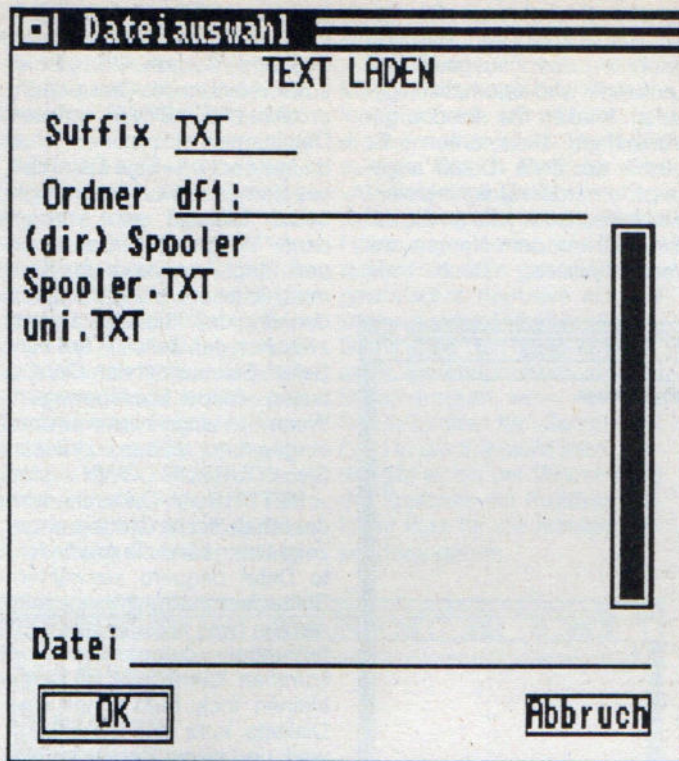 Dateiauswahl
TEXT LADEN
Suffix TXT
Ordner df1:
(dir) Spooler
Spooler.TXT
uni.TXT
Datei
OK Abbruch